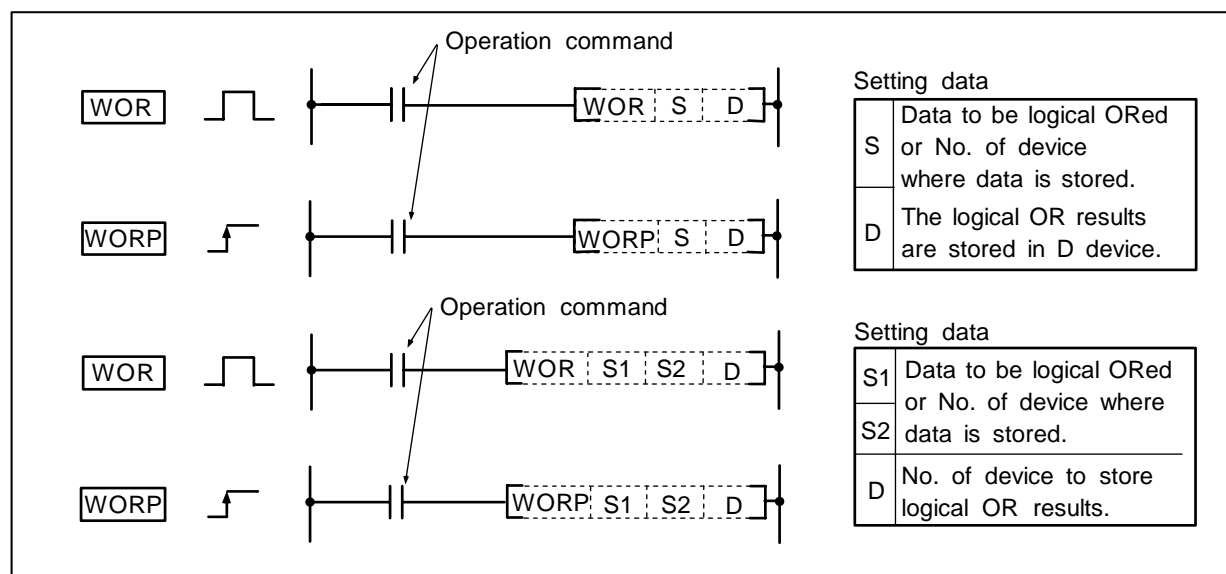 Operation command
WOR
WOR S D
WORP
WORP S D
Setting data
S
Data to be logical ORed
or No. of device
where data is stored.
D
The logical OR results
are stored in D device.
Operation command
WOR
WOR S1 S2 D
WORP
WORP S1 S2 D
Setting data
S1
S2
Data to be logical ORed
or No. of device where
data is stored.
D
No. of device to store
logical OR results.